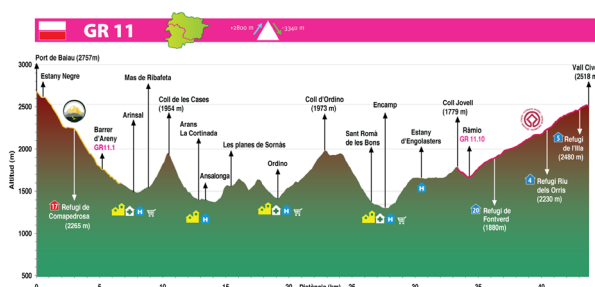 GR 11
+2800 m
-3340 m
Port de Baiau (2757m)
Estany Negre
Mas de Ribafeta
Vall Civ
(2518 m
Barrer
d'Areny
GR11.1
Arinsal
Coll de les Cases
(1954 m)
Arans
La Cortinada
Ansalonga
Les planes de Sornàs
Ordino
Coll d'Ordino
(1973 m)
Sant Romà
de les Bons
Encamp
Estany
d'Engolasters
Coll Jovell
(1779 m)
Ràmio
GR 11.10
17 Refugi de
Comapedrosa
(2265 m)
20 Refugi de
Fontverd
(1880m)
4 Refugi Riu
dels Orris
(2230 m)
5 Refugi
de l'Illa
(2480 m)
H
H
H
H
H
Altitud (m)
3000
2500
2000
1500
1000
500
0
5
10
15
20
25
30
35
40
Distància (km)